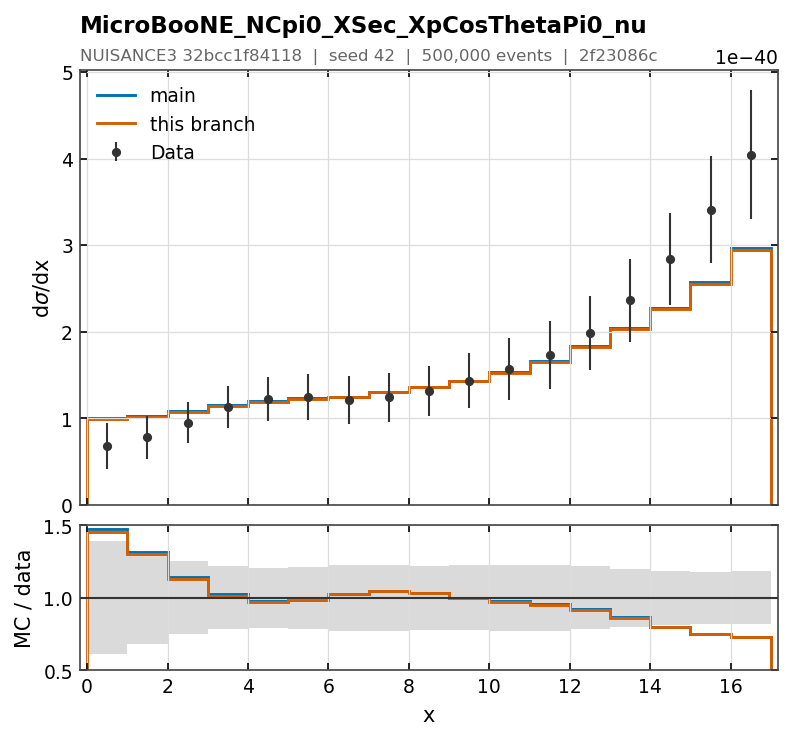 MicroBooNE_NCpi0_XSec_XpCosThetaPi0_nu
NUISANCE3 32bcc1f84118 | seed 42 | 500,000 events | 2f23086c
1e−40
main
this branch
Data
5
4
3
2
1
0
dσ/dx
1.5
1.0
0.5
MC / data
0 2 4 6 8 10 12 14 16
x